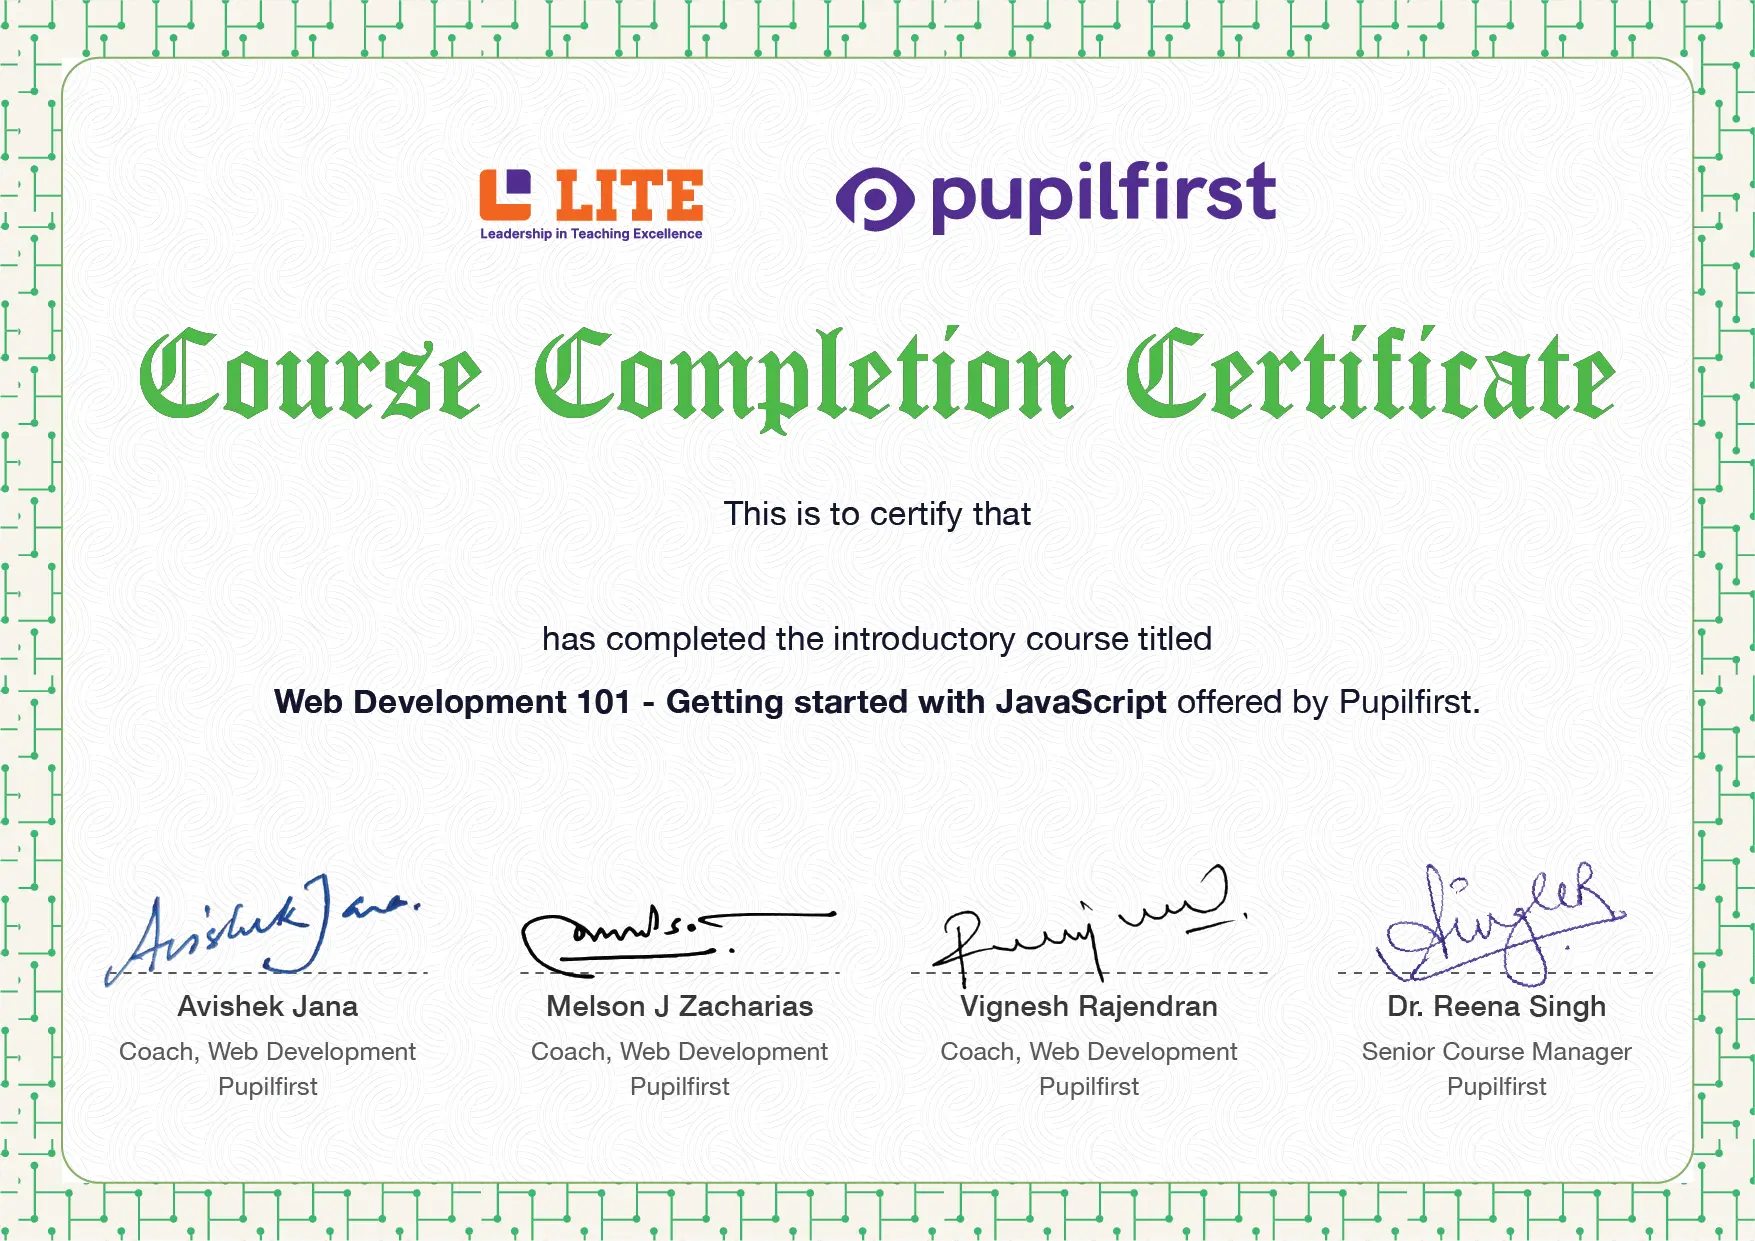 LITE
Leadership in Teaching Excellence
pupilfirst
Course Completion Certificate
This is to certify that
has completed the introductory course titled
Web Development 101 - Getting started with JavaScript offered by Pupilfirst.
Avishek Jana.
Avishek Jana
Coach, Web Development
Pupilfirst
Melson J Zacharias
Coach, Web Development
Pupilfirst
Vignesh Rajendran
Coach, Web Development
Pupilfirst
Dr. Reena Singh
Senior Course Manager
Pupilfirst